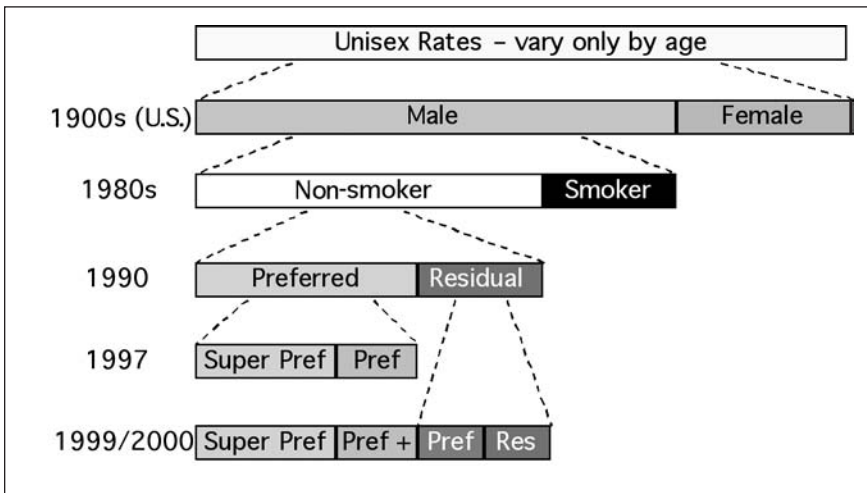 Unisex Rates – vary only by age
1900s (U.S.) Male Female
1980s Non-smoker Smoker
1990 Preferred Residual
1997 Super Pref Pref
1999/2000 Super Pref Pref + Pref Res